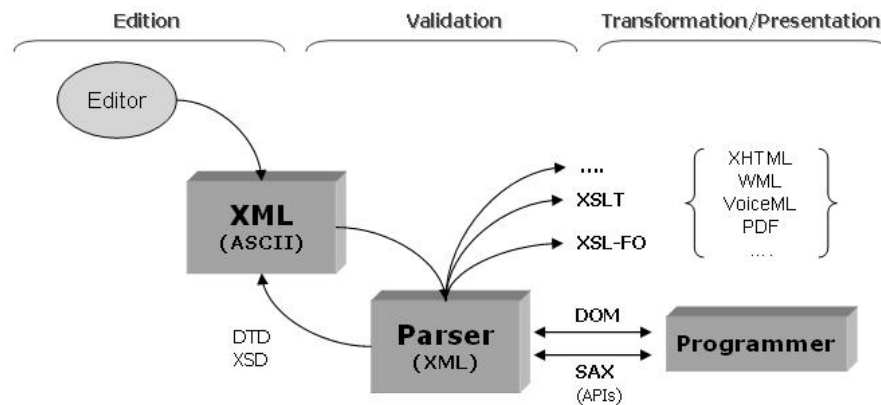 Edition
Validation
Transformation/Presentation
Editor
XML
(ASCII)
....
XSLT
XSL-FO
XHTML
WML
VoiceML
PDF
....
DTD
XSD
Parser
(XML)
DOM
SAX
(APIs)
Programmer